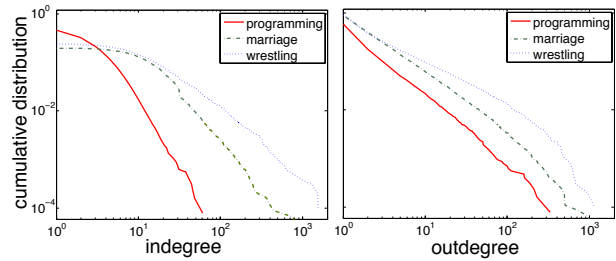 cumulative distribution
10^0
10^-2
10^-4
programming
marriage
wrestling
10^0 10^1 10^2 10^3
indegree
programming
marriage
wrestling
10^0 10^1 10^2 10^3
outdegree